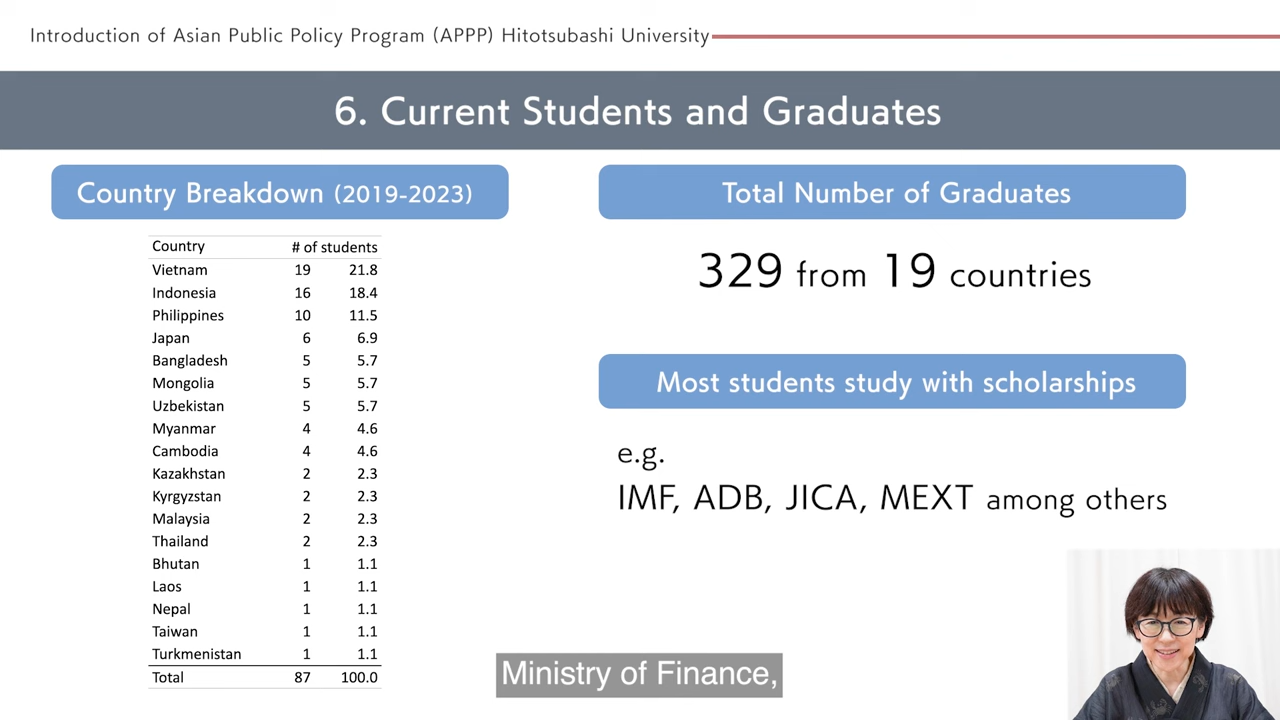 Introduction of Asian Public Policy Program (APPP) Hitotsubashi University
6. Current Students and Graduates
Country Breakdown (2019-2023)
Country # of students
Vietnam 19 21.8
Indonesia 16 18.4
Philippines 10 11.5
Japan 6 6.9
Bangladesh 5 5.7
Mongolia 5 5.7
Uzbekistan 5 5.7
Myanmar 4 4.6
Cambodia 4 4.6
Kazakhstan 2 2.3
Kyrgyzstan 2 2.3
Malaysia 2 2.3
Thailand 2 2.3
Bhutan 1 1.1
Laos 1 1.1
Nepal 1 1.1
Taiwan 1 1.1
Turkmenistan 1 1.1
Total 87 100.0
Total Number of Graduates
329 from 19 countries
Most students study with scholarships
e.g.
IMF, ADB, JICA, MEXT among others
Ministry of Finance,